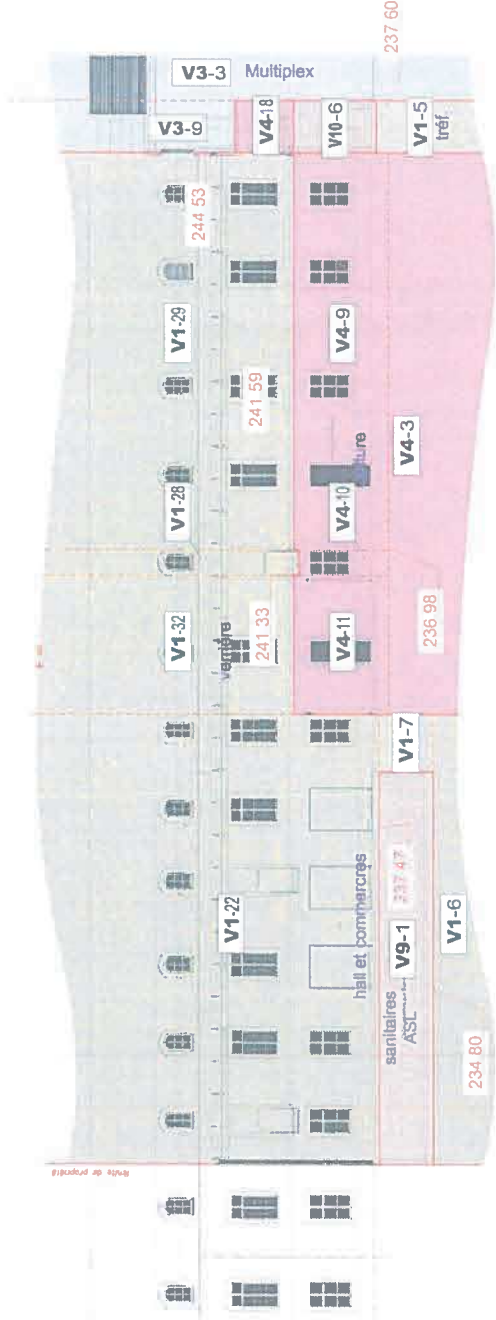 237 60
V3-3 Multiplex
V3-9
V4-18
V10-6
V1-5
tréf.
244 53
V1-29
V4-9
241 59
V4-3
V1-28
V4-10
V1-32
verrière
241.33
V4-11
236 98
V1-7
V1-22
hall et commerces
237 47
V9-1
V1-6
sanitaires
ASL
234 80
limite de propriété